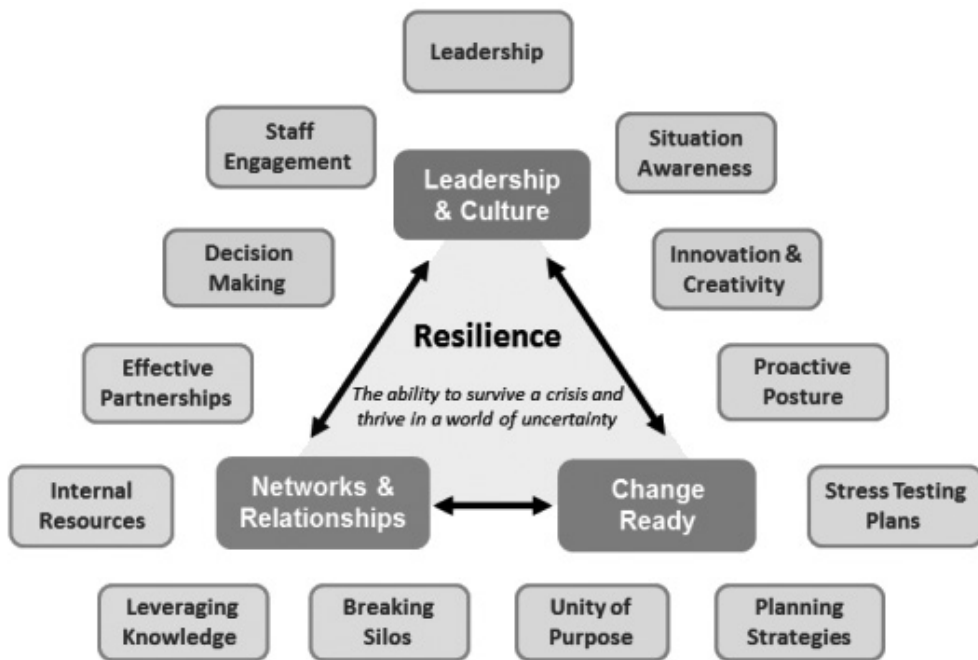 Leadership
Staff
Engagement
Situation
Awareness
Leadership
& Culture
Decision
Making
Innovation &
Creativity
Resilience
The ability to survive a crisis and
thrive in a world of uncertainty
Effective
Partnerships
Proactive
Posture
Internal
Resources
Networks &
Relationships
Change
Ready
Stress Testing
Plans
Leveraging
Knowledge
Breaking
Silos
Unity of
Purpose
Planning
Strategies